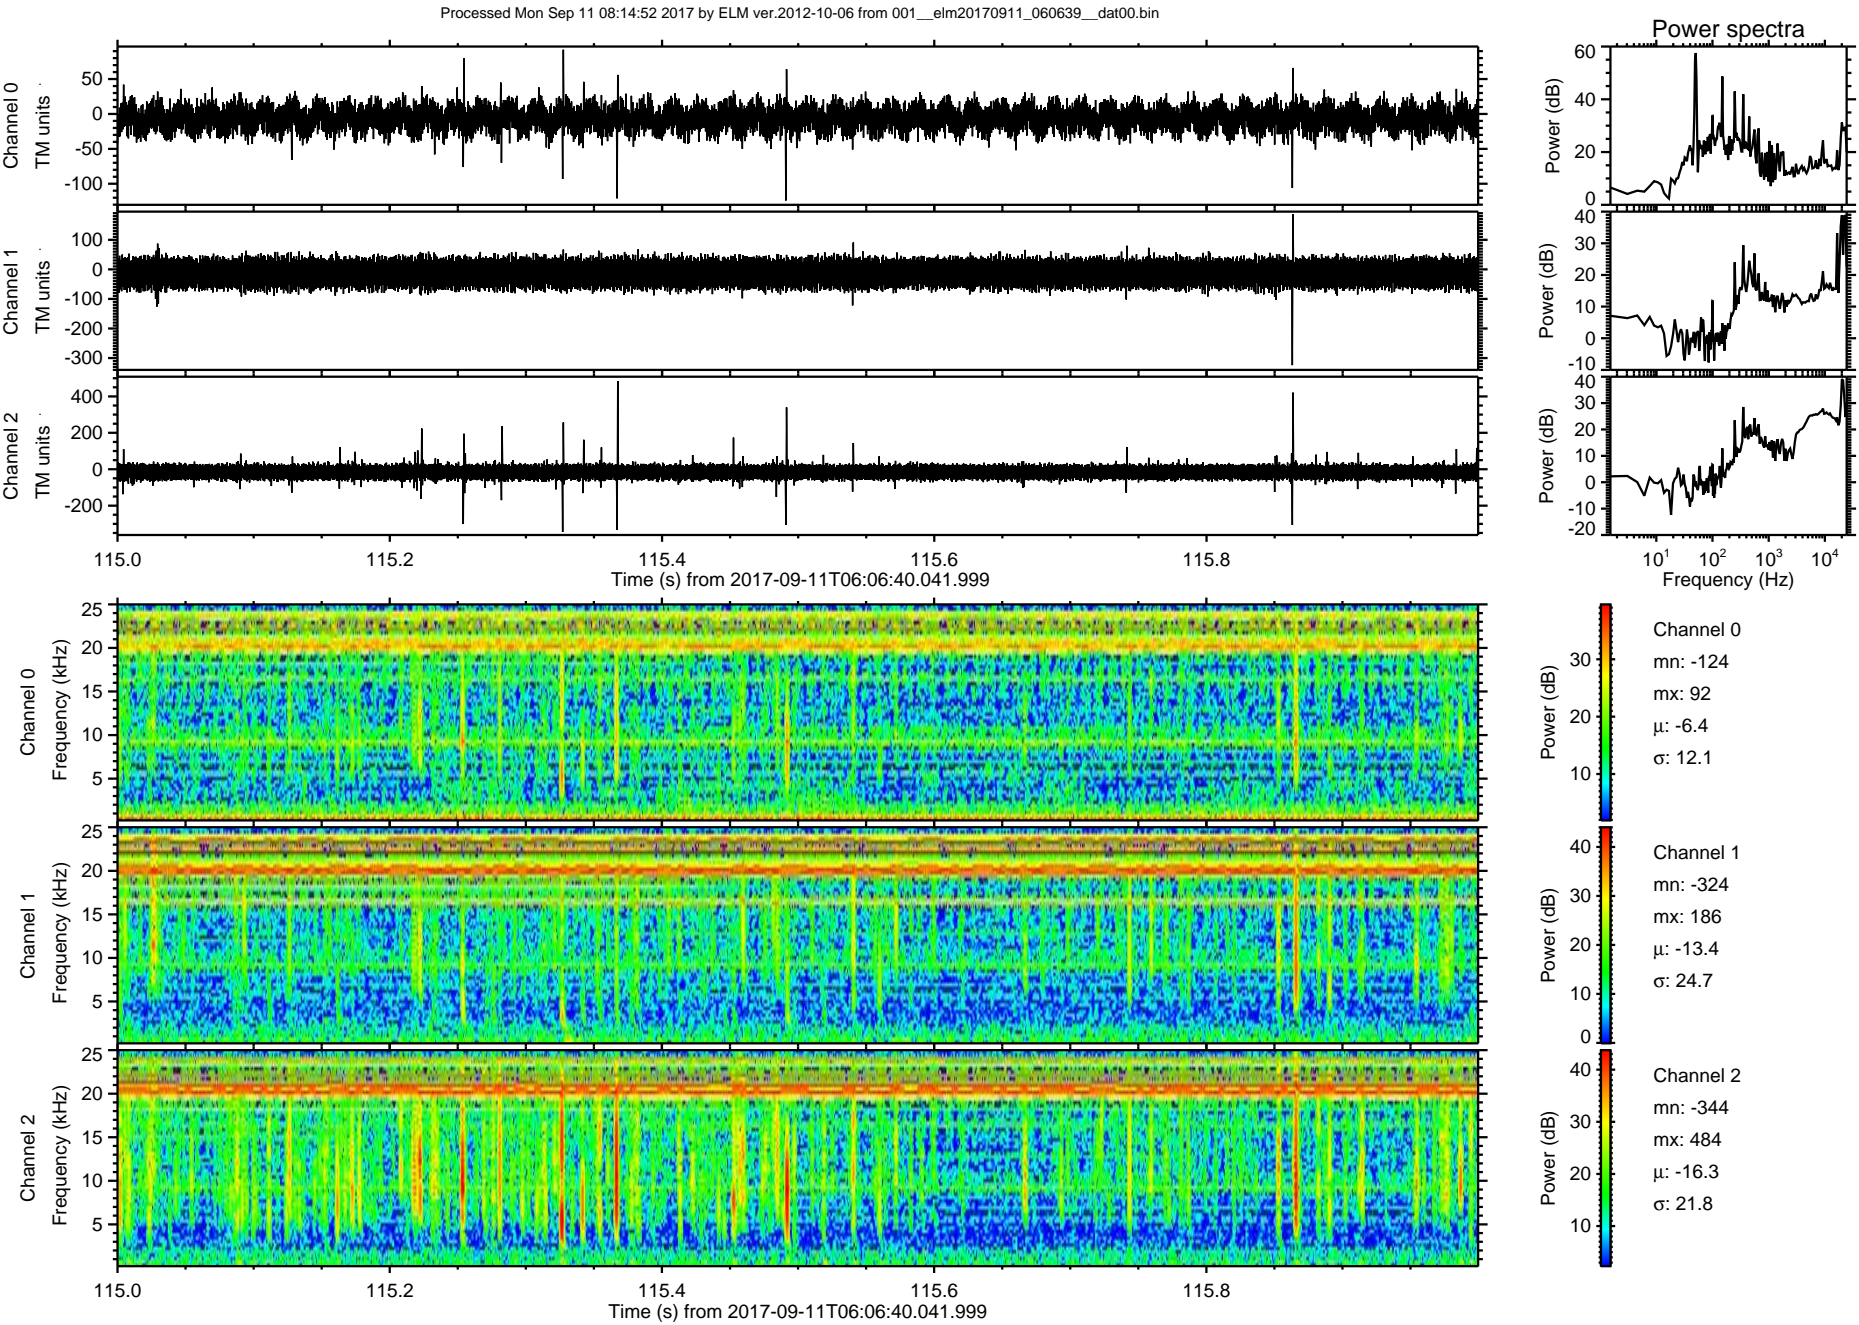 Processed Mon Sep 11 08:14:52 2017 by ELM ver.2012-10-06 from 001__elm20170911_060639__dat00.bin
Power spectra
Channel 0
TM units
50
0
-50
-100
Power (dB)
60
40
20
0
Channel 1
TM units
100
0
-100
-200
-300
Power (dB)
40
30
20
10
0
-10
Channel 2
TM units
400
200
0
-200
Power (dB)
40
30
20
10
0
-10
-20
115.0 115.2 115.4 115.6 115.8
Time (s) from 2017-09-11T06:06:40.041.999
10¹ 10² 10³ 10⁴
Frequency (Hz)
Channel 0
Frequency (kHz)
25
20
15
10
5
Power (dB)
30
20
10
Channel 0
mn: -124
mx: 92
µ: -6.4
σ: 12.1
Channel 1
Frequency (kHz)
25
20
15
10
5
Power (dB)
40
30
20
10
0
Channel 1
mn: -324
mx: 186
µ: -13.4
σ: 24.7
Channel 2
Frequency (kHz)
25
20
15
10
5
Power (dB)
40
30
20
10
Channel 2
mn: -344
mx: 484
µ: -16.3
σ: 21.8
115.0 115.2 115.4 115.6 115.8
Time (s) from 2017-09-11T06:06:40.041.999